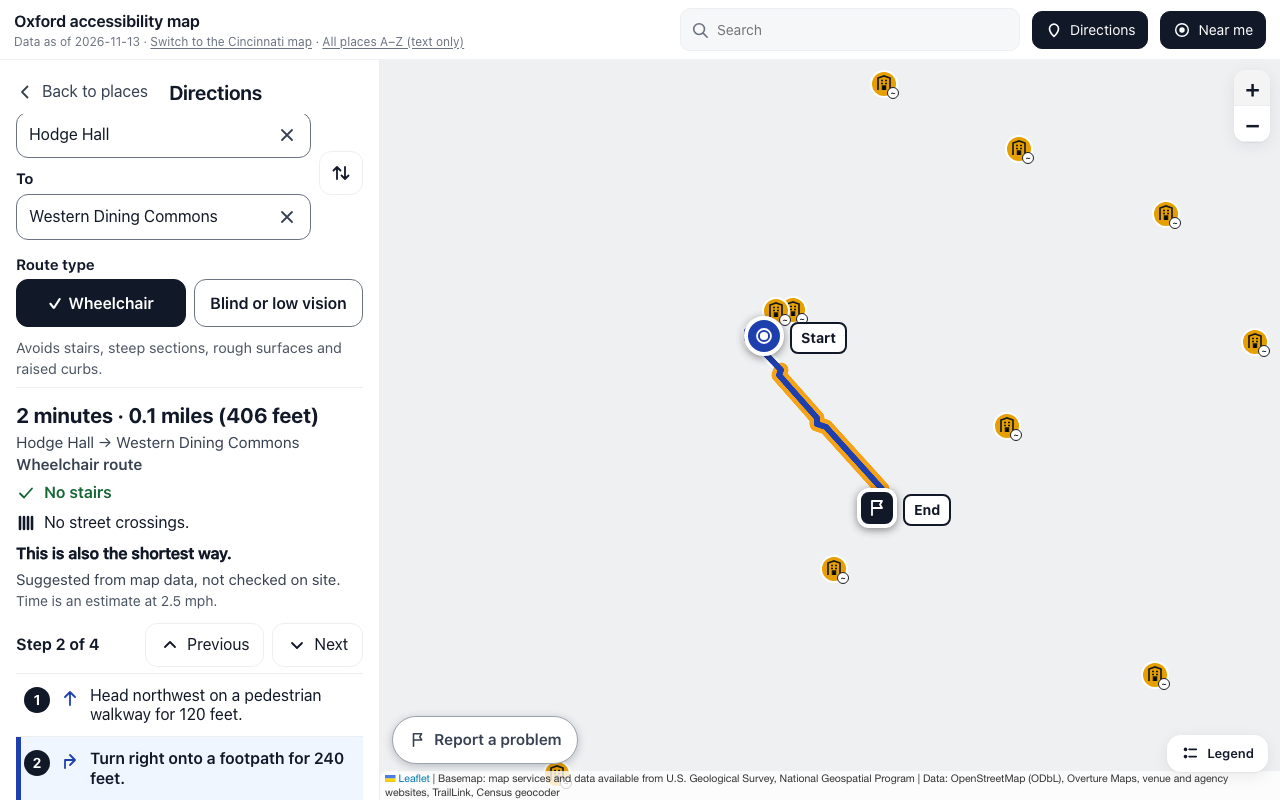 Oxford accessibility map
Data as of 2026-11-13 · Switch to the Cincinnati map · All places A–Z (text only)
Search
Directions
Near me
Back to places
Directions
Hodge Hall
To
Western Dining Commons
Route type
Wheelchair
Blind or low vision
Avoids stairs, steep sections, rough surfaces and
raised curbs.
2 minutes · 0.1 miles (406 feet)
Hodge Hall → Western Dining Commons
Wheelchair route
No stairs
No street crossings.
This is also the shortest way.
Suggested from map data, not checked on site.
Time is an estimate at 2.5 mph.
Step 2 of 4
Previous
Next
1
Head northwest on a pedestrian
walkway for 120 feet.
2
Turn right onto a footpath for 240
feet.
Start
End
+
−
Report a problem
Legend
Leaflet | Basemap: map services and data available from U.S. Geological Survey, National Geospatial Program | Data: OpenStreetMap (ODbL), Overture Maps, venue and agency
websites, TrailLink, Census geocoder